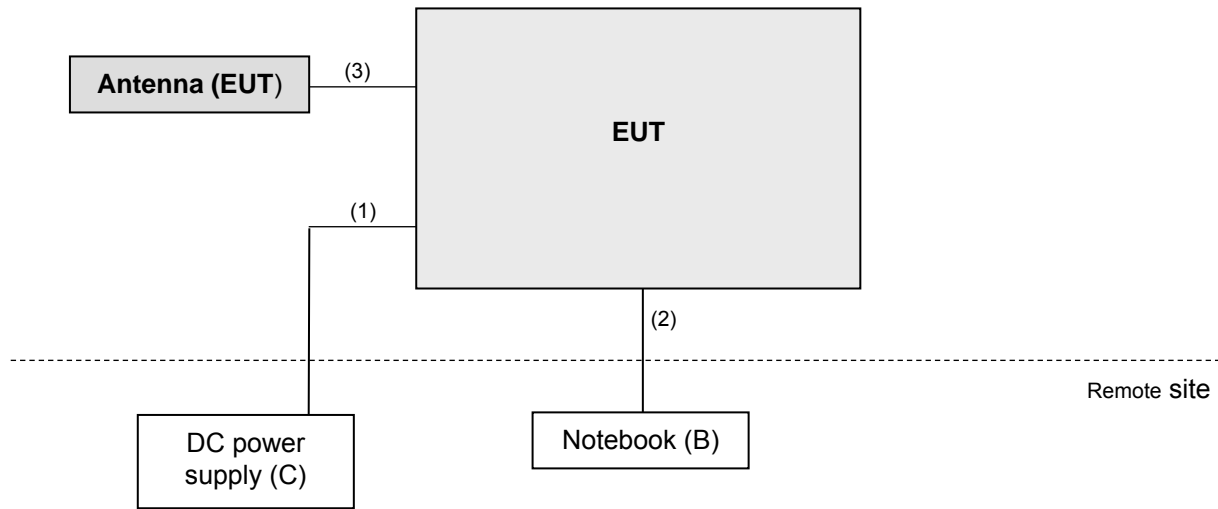 (3)
Antenna (EUT)
EUT
(1)
(2)
Remote site
DC power
supply (C)
Notebook (B)